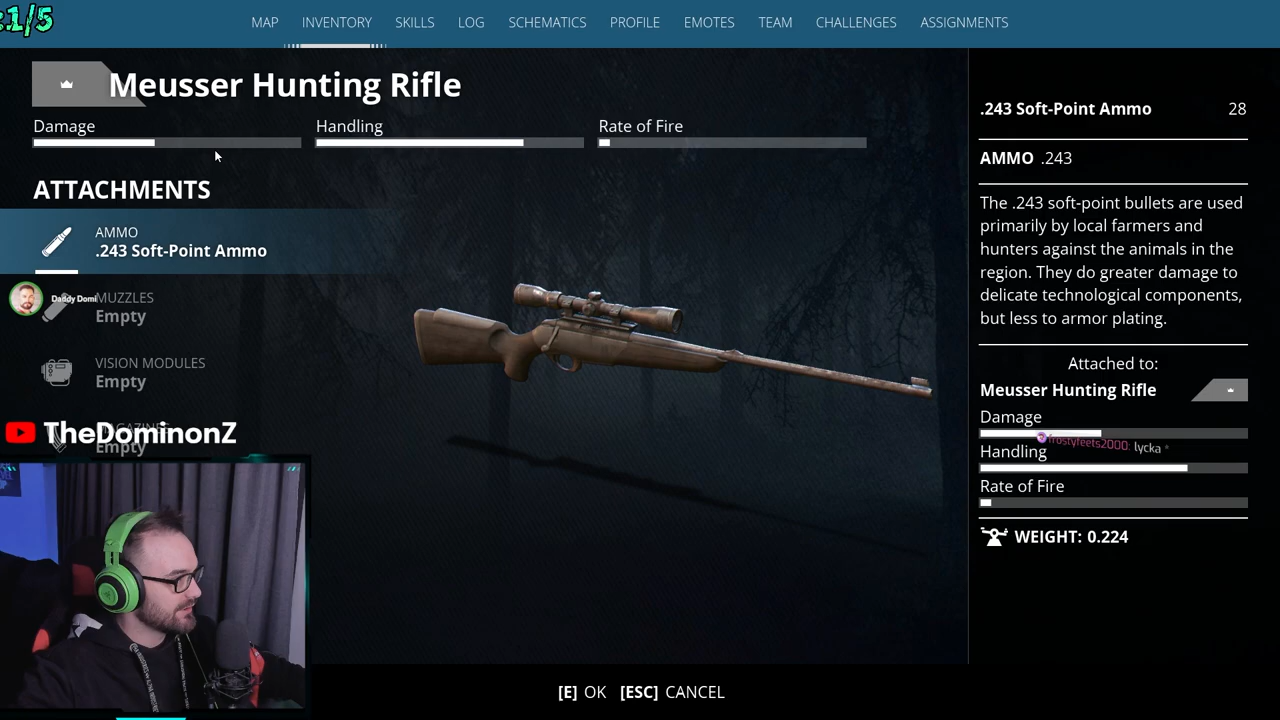 :1/5
MAP INVENTORY SKILLS LOG SCHEMATICS PROFILE EMOTES TEAM CHALLENGES ASSIGNMENTS
Meusser Hunting Rifle
Damage Handling Rate of Fire
ATTACHMENTS
AMMO
.243 Soft-Point Ammo
Daddy Domi
MUZZLES
Empty
VISION MODULES
Empty
MAGAZINES
Empty
TheDominonZ
.243 Soft-Point Ammo 28
AMMO .243
The .243 soft-point bullets are used
primarily by local farmers and
hunters against the animals in the
region. They do greater damage to
delicate technological components,
but less to armor plating.
Attached to:
Meusser Hunting Rifle
Damage
frostyfeets2000: lycka
Handling
Rate of Fire
WEIGHT: 0.224
[E] OK [ESC] CANCEL